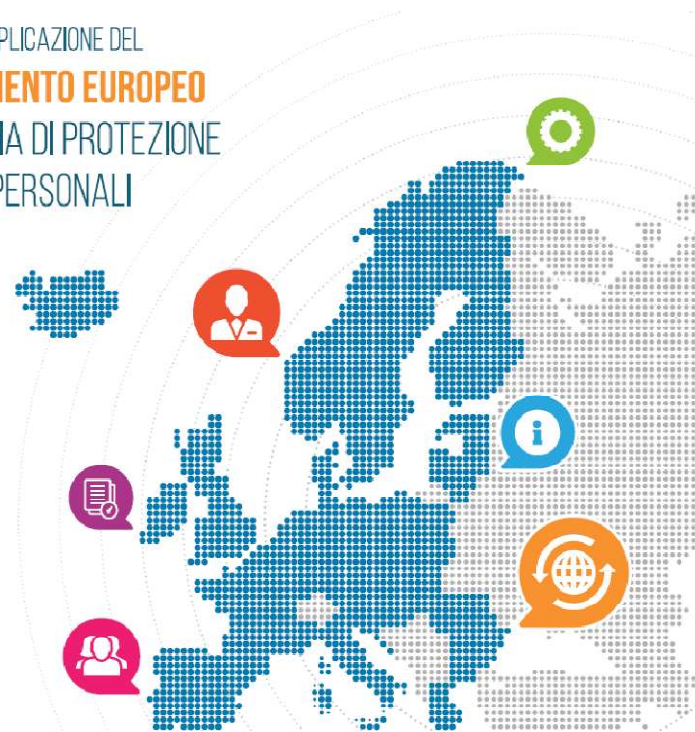 PLICAZIONE DEL
MENTO EUROPEO
IA DI PROTEZIONE
PERSONALI
i